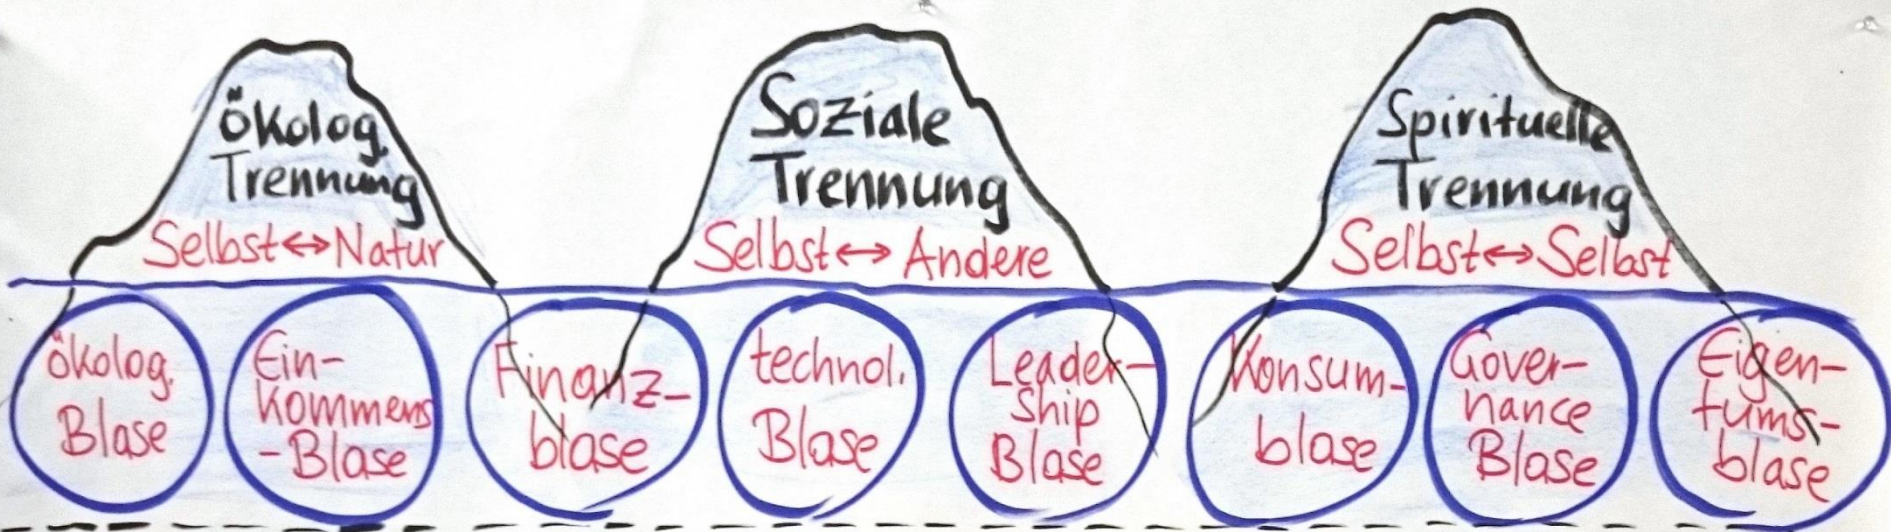 Ökolog.
Trennung
Selbst↔Natur
Soziale
Trennung
Selbst↔Andere
Spirituelle
Trennung
Selbst↔Selbst
ökolog.
Blase
Ein-
kommens
-Blase
Finanz-
blase
technol.
Blase
Leader-
ship
Blase
Konsum-
blase
Gover-
nance
Blase
Eigen-
tums-
blase